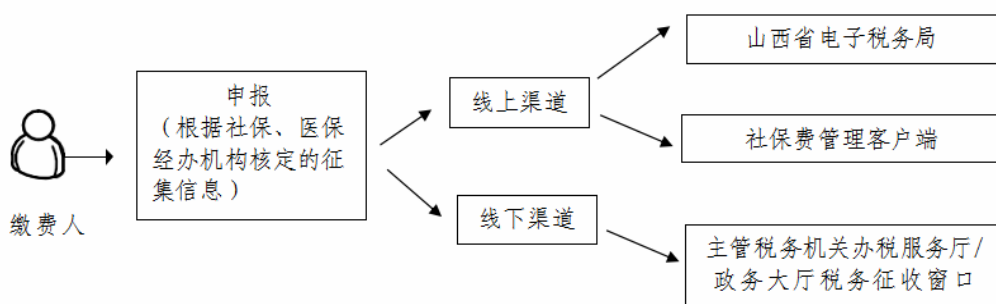 缴费人
申报
（根据社保、医保
经办机构核定的征
集信息）
线上渠道
线下渠道
山西省电子税务局
社保费管理客户端
主管税务机关办税服务厅/
政务大厅税务征收窗口